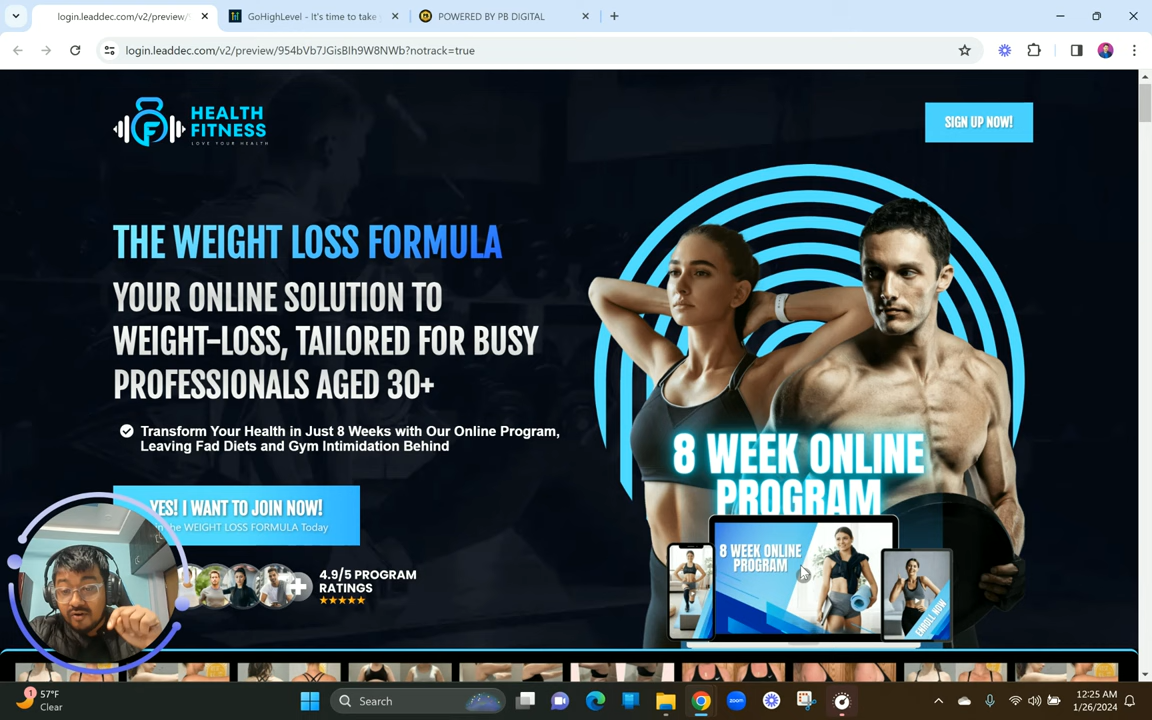 login.leaddec.com/v2/preview/
GoHighLevel - It's time to take
POWERED BY PB DIGITAL
login.leaddec.com/v2/preview/954bVb7JGisBIh9W8NWb?notrack=true
HEALTH
FITNESS
LOVE YOUR HEALTH
SIGN UP NOW!
THE WEIGHT LOSS FORMULA
YOUR ONLINE SOLUTION TO
WEIGHT-LOSS, TAILORED FOR BUSY
PROFESSIONALS AGED 30+
Transform Your Health in Just 8 Weeks with Our Online Program,
Leaving Fad Diets and Gym Intimidation Behind
8 WEEK ONLINE
PROGRAM
YES! I WANT TO JOIN NOW!
the WEIGHT LOSS FORMULA Today
8 WEEK ONLINE
PROGRAM
ENROLL NOW
4.9/5 PROGRAM
RATINGS
1
57°F
Clear
Search
12:25 AM
1/26/2024